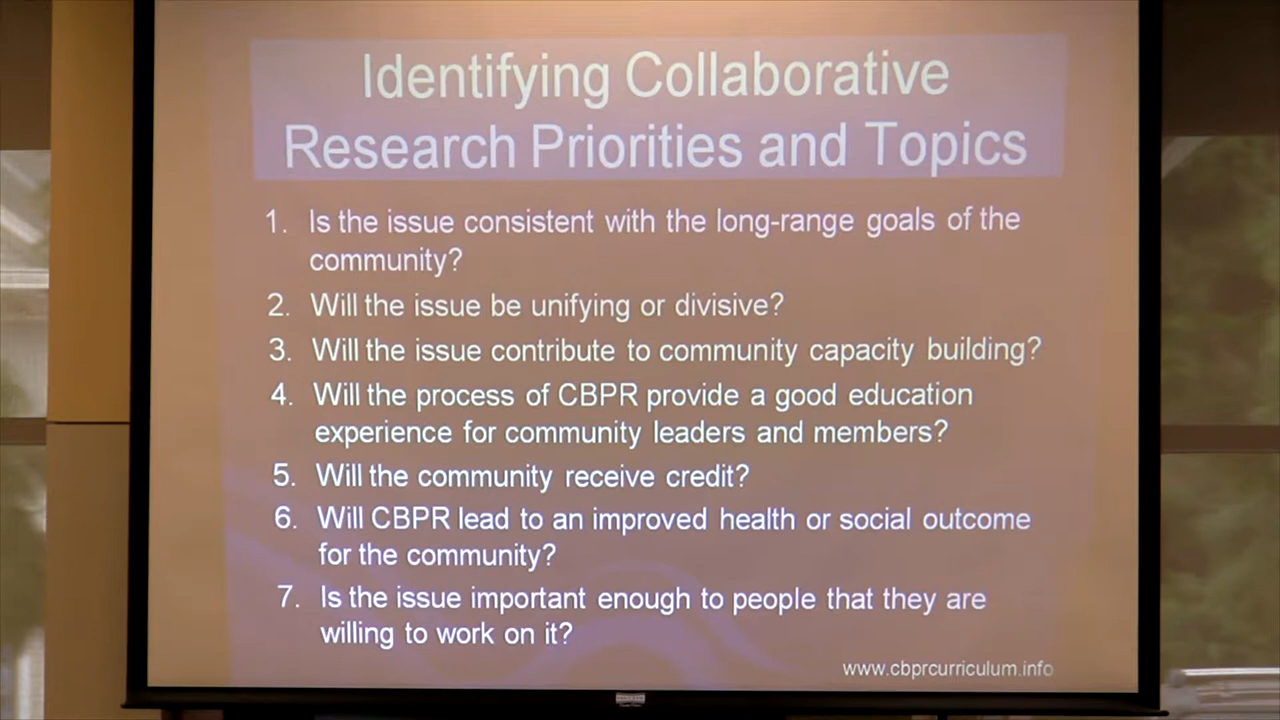 Identifying Collaborative
Research Priorities and Topics
1. Is the issue consistent with the long-range goals of the
community?
2. Will the issue be unifying or divisive?
3. Will the issue contribute to community capacity building?
4. Will the process of CBPR provide a good education
experience for community leaders and members?
5. Will the community receive credit?
6. Will CBPR lead to an improved health or social outcome
for the community?
7. Is the issue important enough to people that they are
willing to work on it?
www.cbprcurriculum.info